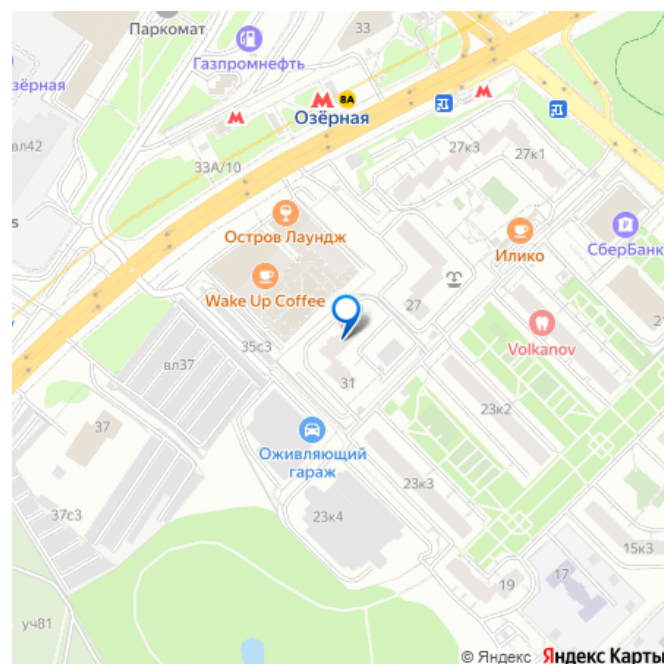 Паркомат
33
Газпромнефть
зёрная
8А
Озёрная
вл42
33А/10
27к3
27к1
s
Остров Лаундж
Илико
СберБанк
Wake Up Coffee
27
Volkanov
35с3
вл37
31
23к2
37
Оживляющий
гараж
23к3
37с3
23к4
15к3
19
17
уч81
© Яндекс Яндекс Карты